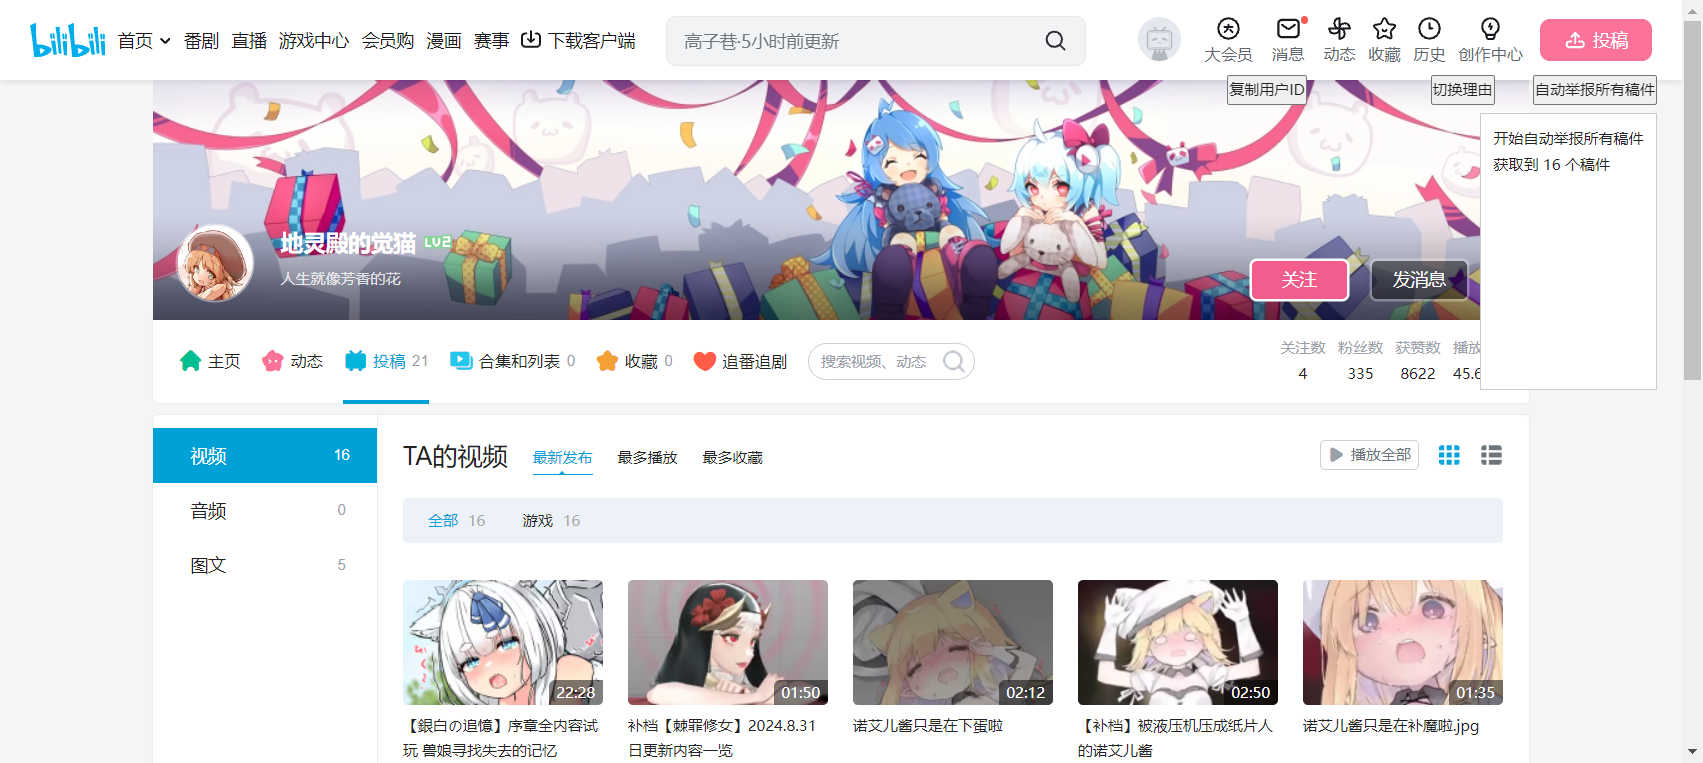 bilibili 首页 番剧 直播 游戏中心 会员购 漫画 赛事 下载客户端 高子巷·5小时前更新 大会员 消息 动态 收藏 历史 创作中心 投稿
复制用户ID 切换理由 自动举报所有稿件
开始自动举报所有稿件
获取到 16 个稿件
地灵殿的觉猫 LV2
人生就像芳香的花
关注 发消息
主页 动态 投稿 21 合集和列表 0 收藏 0 追番追剧 搜索视频、动态
关注数 粉丝数 获赞数 播放
4 335 8622 45.6
视频 16
音频 0
图文 5
TA的视频 最新发布 最多播放 最多收藏 播放全部
全部 16 游戏 16
22:28 01:50 02:12 02:50 01:35
【銀白の追憶】序章全内容试
玩 兽娘寻找失去的记忆
补档【棘罪修女】2024.8.31
日更新内容一览
诺艾儿酱只是在下蛋啦
【补档】被液压机压成纸片人
的诺艾儿酱
诺艾儿酱只是在补魔啦.jpg